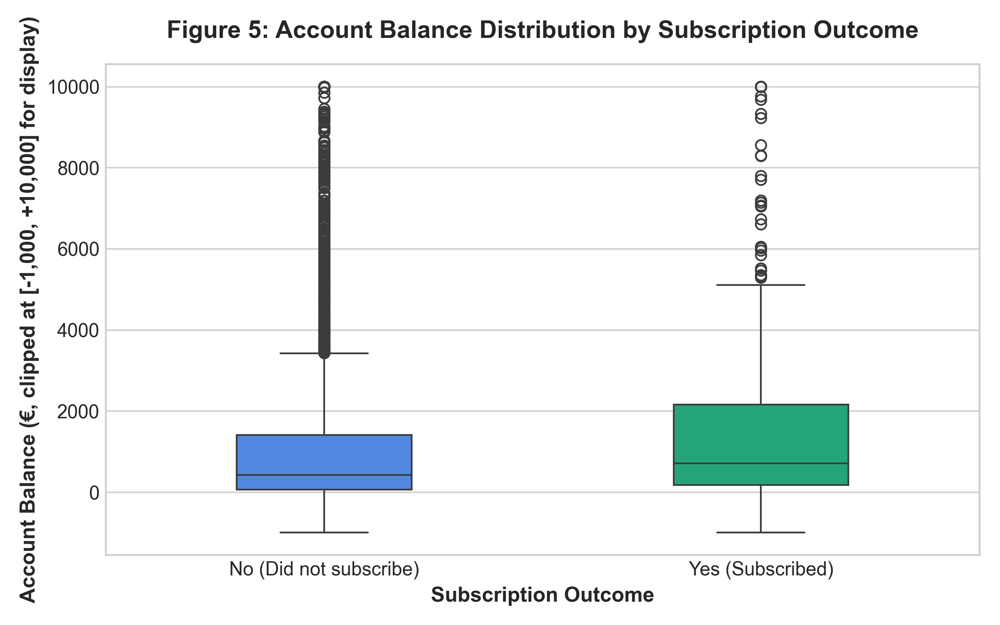 Figure 5: Account Balance Distribution by Subscription Outcome
Account Balance (€, clipped at [-1,000, +10,000] for display)
10000
8000
6000
4000
2000
0
No (Did not subscribe)
Yes (Subscribed)
Subscription Outcome